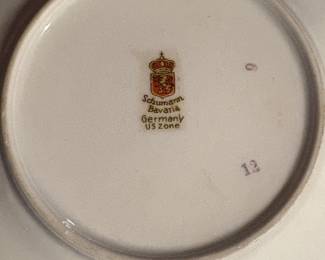 Schumann
Bavaria
Germany
US Zone
12